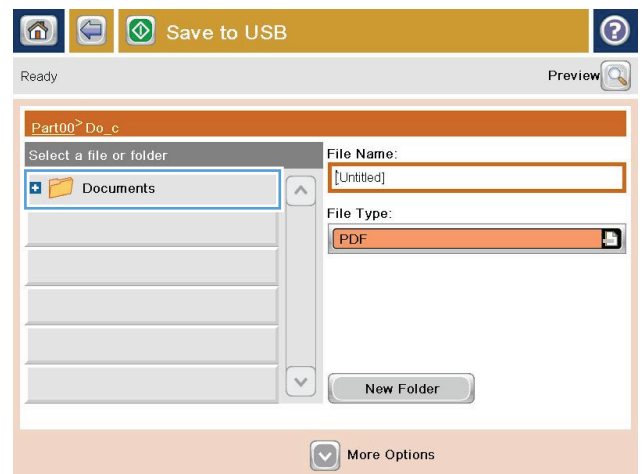 Save to USB
?
Ready
Preview
Part00>Do_c
Select a file or folder
File Name:
Documents
[Untitled]
File Type:
PDF
New Folder
More Options